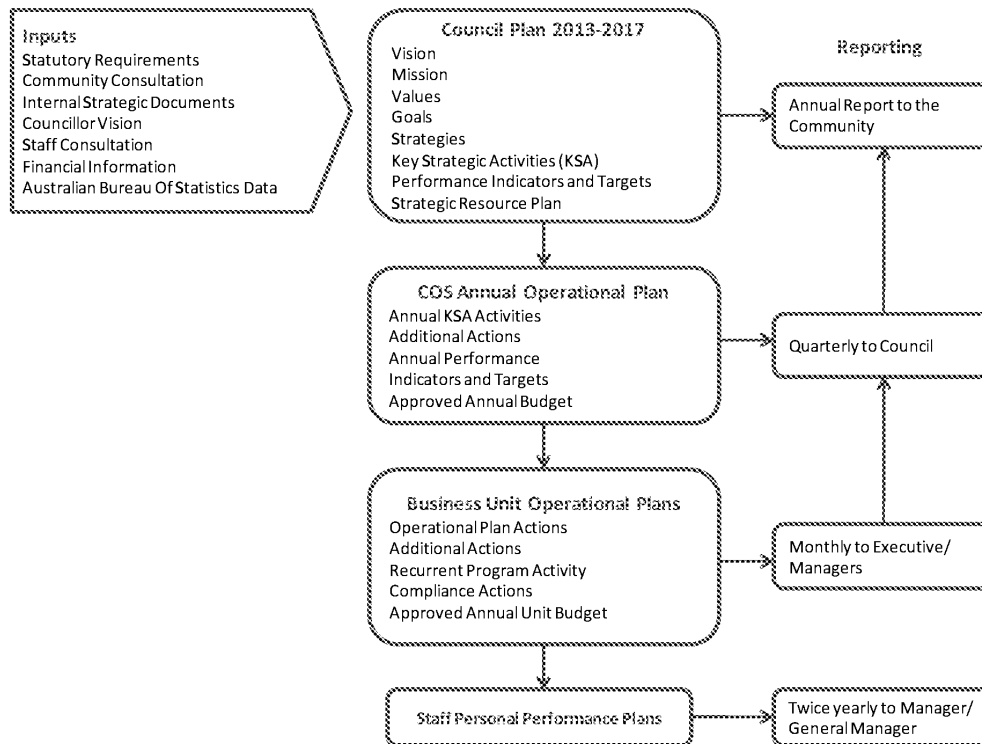 Inputs
Statutory Requirements
Community Consultation
Internal Strategic Documents
Councillor Vision
Staff Consultation
Financial Information
Australian Bureau Of Statistics Data
Council Plan 2013-2017
Vision
Mission
Values
Goals
Strategies
Key Strategic Activities (KSA)
Performance Indicators and Targets
Strategic Resource Plan
Reporting
Annual Report to the
Community
COS Annual Operational Plan
Annual KSA Activities
Additional Actions
Annual Performance
Indicators and Targets
Approved Annual Budget
Quarterly to Council
Business Unit Operational Plans
Operational Plan Actions
Additional Actions
Recurrent Program Activity
Compliance Actions
Approved Annual Unit Budget
Monthly to Executive/
Managers
Staff Personal Performance Plans
Twice yearly to Manager/
General Manager